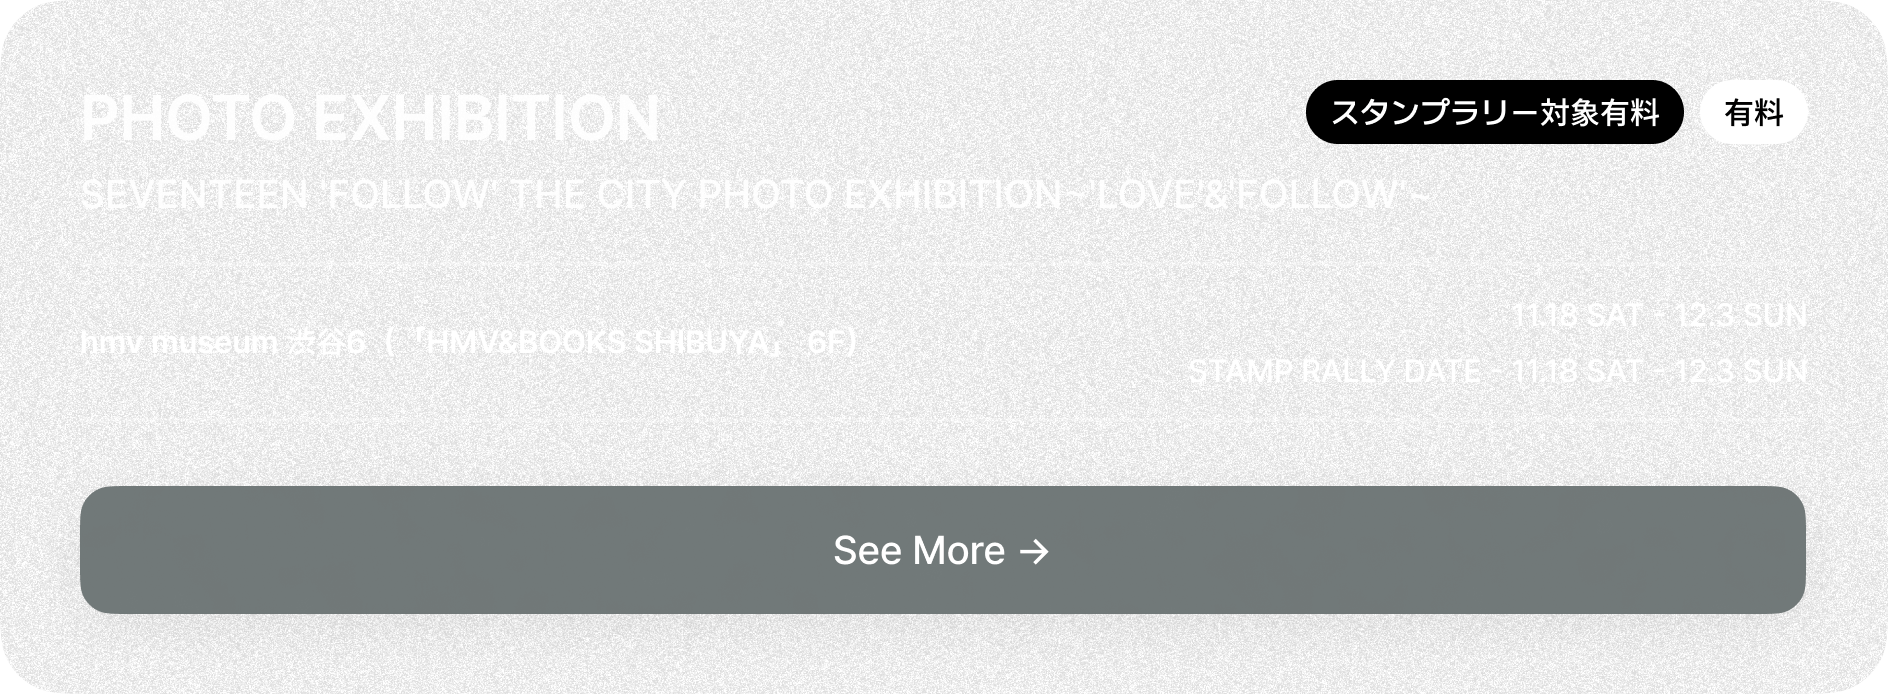 PHOTO EXHIBITION
スタンプラリー対象有料
有料
SEVENTEEN 'FOLLOW' THE CITY PHOTO EXHIBITION~'LOVE'&'FOLLOW'~
hmv museum 渋谷6（「HMV&BOOKS SHIBUYA」 6F）
11.18 SAT - 12.3 SUN
STAMP RALLY DATE - 11.18 SAT - 12.3 SUN
See More →